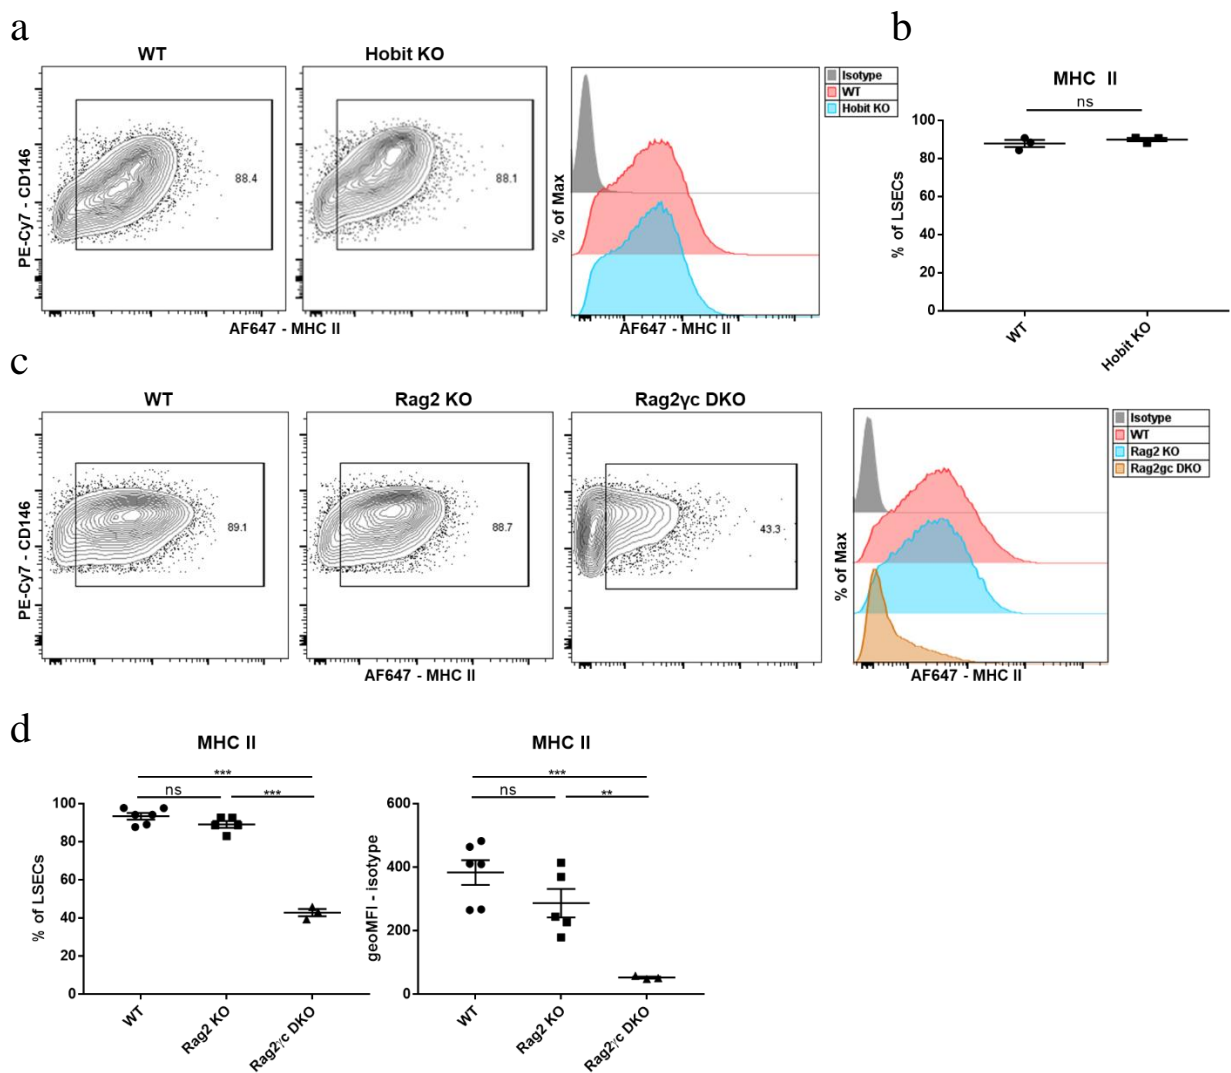 a
WT
Hobit KO
PE-Cy7 - CD146
88.4
88.1
AF647 - MHC II
% of Max
AF647 - MHC II
Isotype
WT
Hobit KO
b
MHC II
ns
% of LSECs
100
80
60
40
20
0
WT
Hobit KO
c
WT
Rag2 KO
Rag2γc DKO
PE-Cy7 - CD146
89.1
88.7
43.3
AF647 - MHC II
% of Max
AF647 - MHC II
Isotype
WT
Rag2 KO
Rag2gc DKO
d
MHC II
***
ns
***
% of LSECs
100
80
60
40
20
0
WT
Rag2 KO
Rag2γc DKO
MHC II
***
ns
**
geoMFI - isotype
600
400
200
0
WT
Rag2 KO
Rag2γc DKO